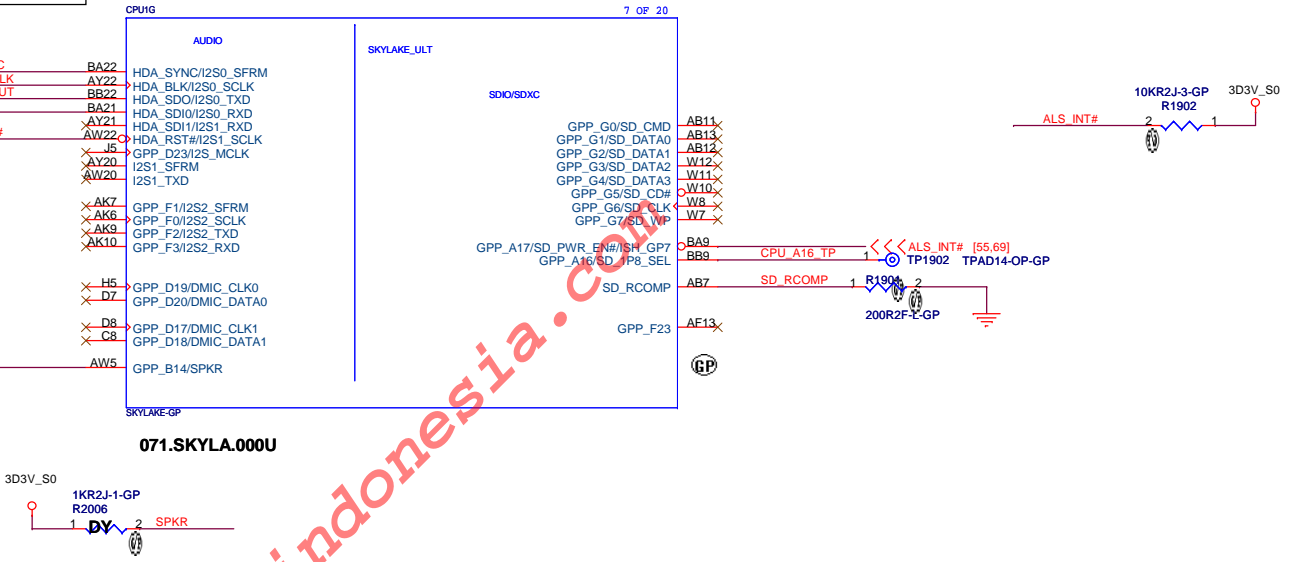 CPU1G
7 OF 20
AUDIO
SKYLAKE_ULT
SDIO/SDXC
C
LK
UT
#
BA22 HDA_SYNC/I2S0_SFRM
AY22 HDA_BLK/I2S0_SCLK
BB22 HDA_SDO/I2S0_TXD
BA21 HDA_SDI0/I2S0_RXD
AY21 HDA_SDI1/I2S1_RXD
AW22 HDA_RST#/I2S1_SCLK
J5 GPP_D23/I2S_MCLK
AY20 I2S1_SFRM
AW20 I2S1_TXD
AK7 GPP_F1/I2S2_SFRM
AK6 GPP_F0/I2S2_SCLK
AK9 GPP_F2/I2S2_TXD
AK10 GPP_F3/I2S2_RXD
H5 GPP_D19/DMIC_CLK0
D7 GPP_D20/DMIC_DATA0
D8 GPP_D17/DMIC_CLK1
C8 GPP_D18/DMIC_DATA1
AW5 GPP_B14/SPKR
GPP_G0/SD_CMD AB11
GPP_G1/SD_DATA0 AB13
GPP_G2/SD_DATA1 AB12
GPP_G3/SD_DATA2 W12
GPP_G4/SD_DATA3 W11
GPP_G5/SD_CD# W10
GPP_G6/SD_CLK W8
GPP_G7/SD_WP W7
GPP_A17/SD_PWR_EN#/ISH_GP7 BA9 ALS_INT# [55,69]
GPP_A16/SD_1P8_SEL BB9 CPU_A16_TP 1 TP1902 TPAD14-OP-GP
SD_RCOMP AB7 SD_RCOMP 1 R1901 2
200R2F-L-GP
GPP_F23 AF13
GP
SKYLAKE-GP
071.SKYLA.000U
10KR2J-3-GP
R1902
3D3V_S0
ALS_INT# 2 1
3D3V_S0
1KR2J-1-GP
R2006
1 DY 2 SPKR
indonesia.com